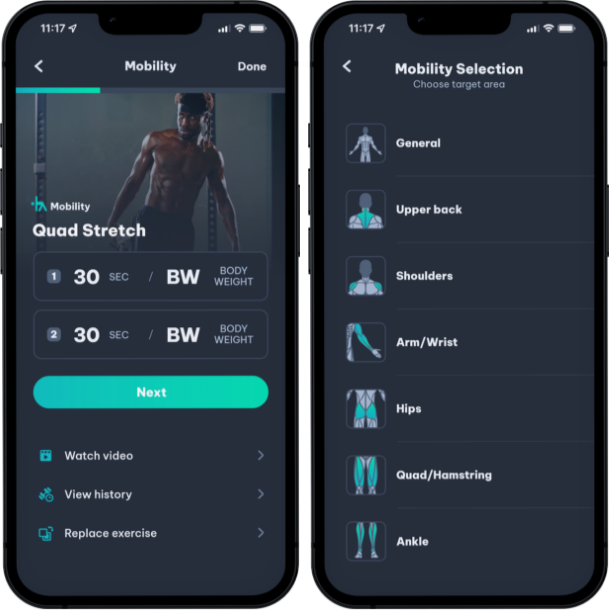 11:17
Mobility
Done
Mobility
Quad Stretch
1 30 SEC / BW BODY WEIGHT
2 30 SEC / BW BODY WEIGHT
Next
Watch video
View history
Replace exercise
11:17
Mobility Selection
Choose target area
General
Upper back
Shoulders
Arm/Wrist
Hips
Quad/Hamstring
Ankle